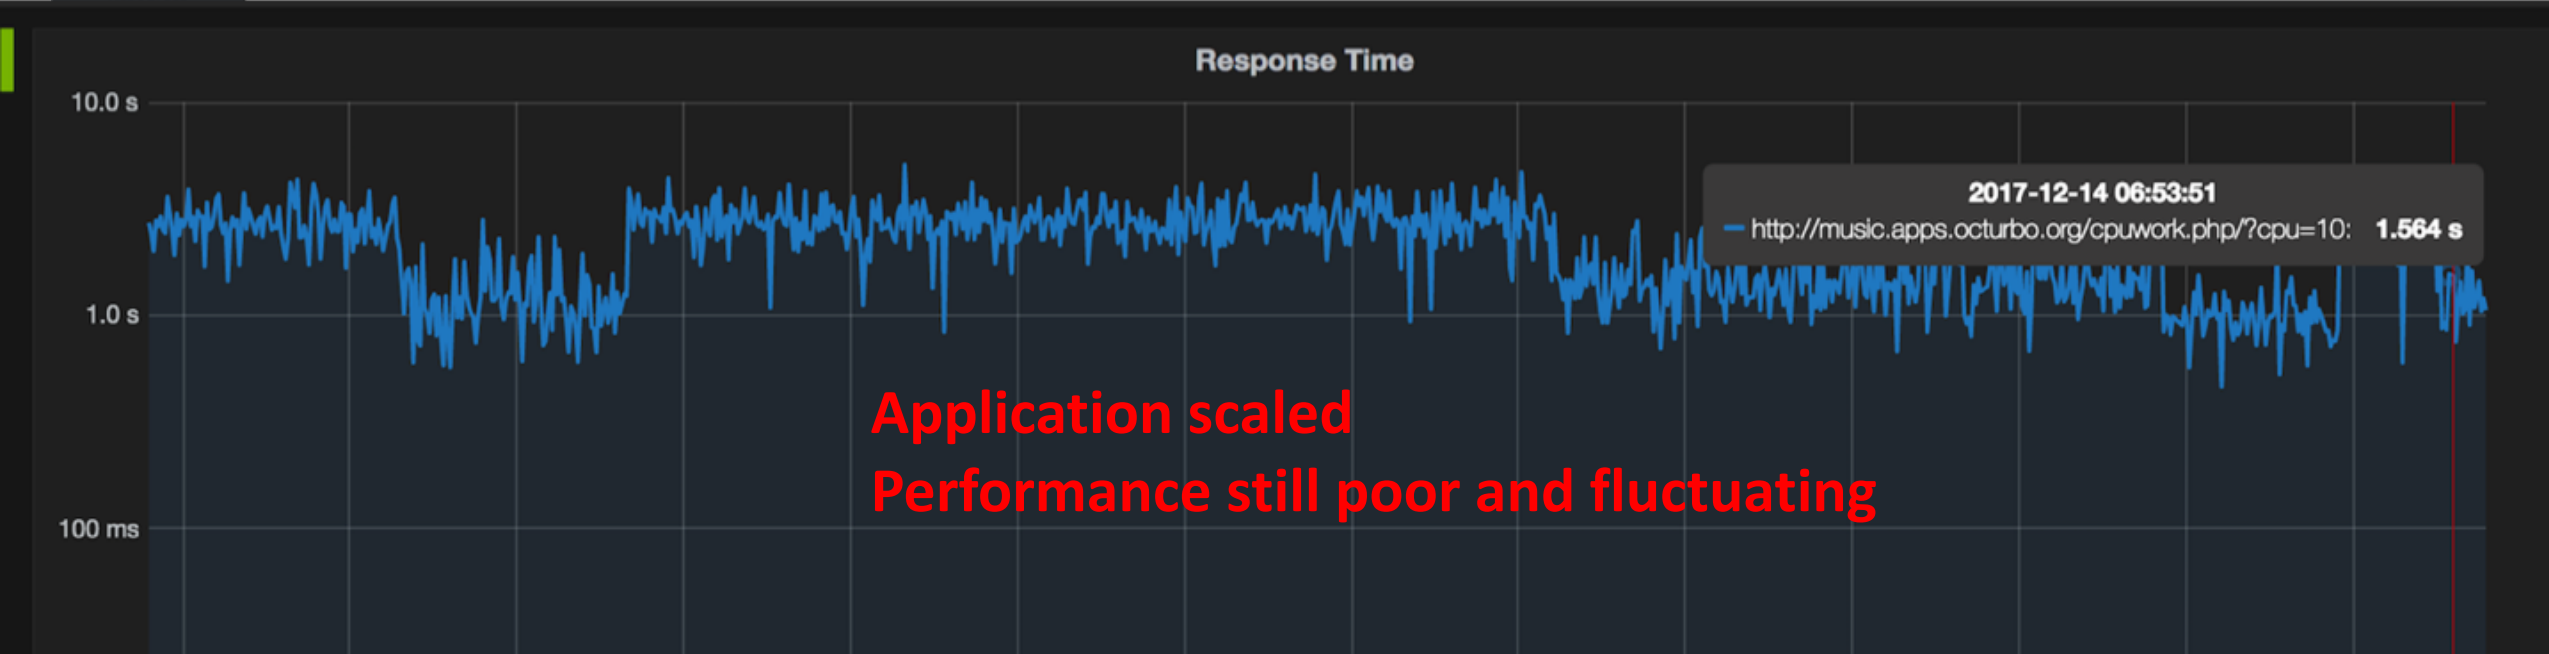 Response Time
10.0 s
1.0 s
100 ms
2017-12-14 06:53:51
http://music.apps.octurbo.org/cpuwork.php/?cpu=10: 1.564 s
Application scaled
Performance still poor and fluctuating